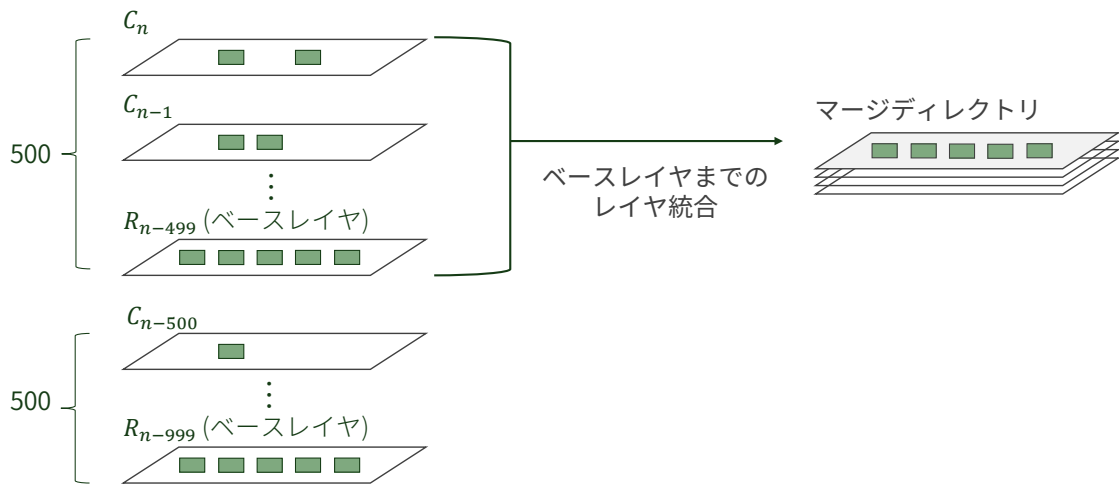 C_n
500
C_{n-1}
⋮
R_{n-499} (ベースレイヤ)
ベースレイヤまでの
レイヤ統合
マージディレクトリ
500
C_{n-500}
⋮
R_{n-999} (ベースレイヤ)